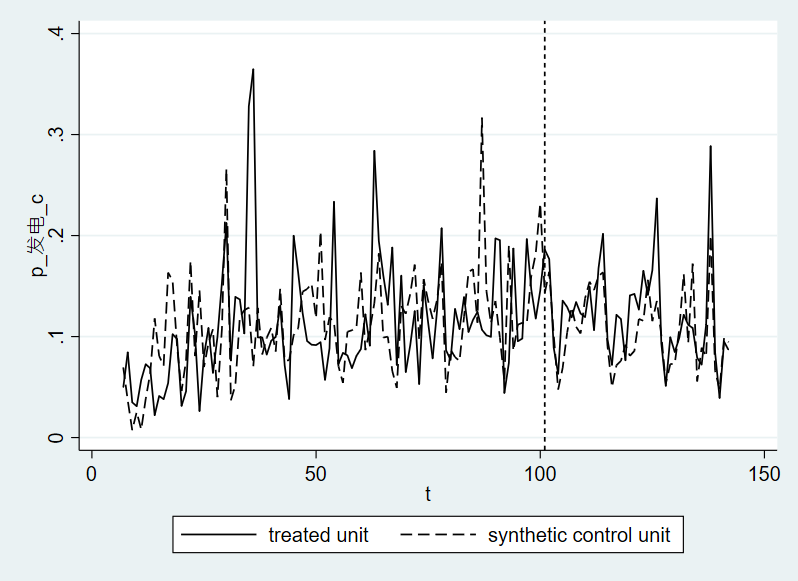 .4
.3
.2
.1
0
p_发电_c
0
50
100
150
t
treated unit
synthetic control unit